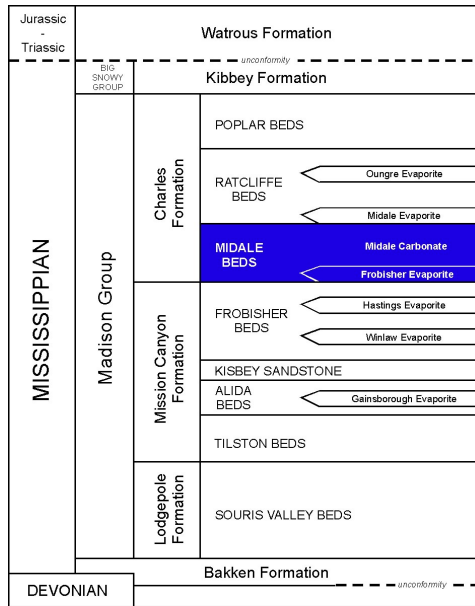 Jurassic
-
Triassic
Watrous Formation
unconformity
BIG
SNOWY
GROUP
Kibbey Formation
MISSISSIPPIAN
Madison Group
Charles
Formation
POPLAR BEDS
RATCLIFFE
BEDS
Oungre Evaporite
Midale Evaporite
MIDALE
BEDS
Midale Carbonate
Frobisher Evaporite
Mission Canyon
Formation
FROBISHER
BEDS
Hastings Evaporite
Winlaw Evaporite
KISBEY SANDSTONE
ALIDA
BEDS
Gainsborough Evaporite
TILSTON BEDS
Lodgepole
Formation
SOURIS VALLEY BEDS
Bakken Formation
unconformity
DEVONIAN